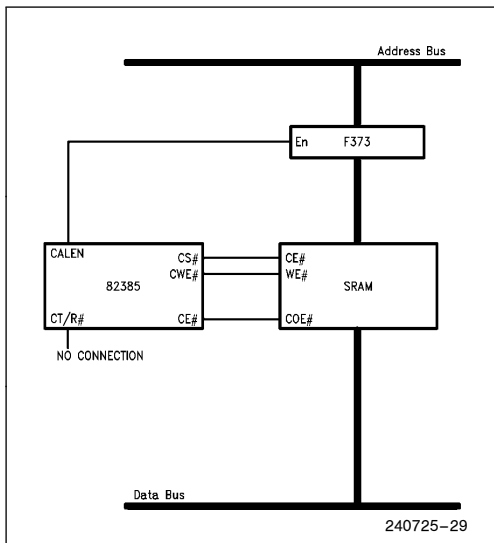 Address Bus
En F373
CALEN
CS# CE#
CWE# WE#
82385 SRAM
CT/R# CE# COE#
NO CONNECTION
Data Bus
240725-29